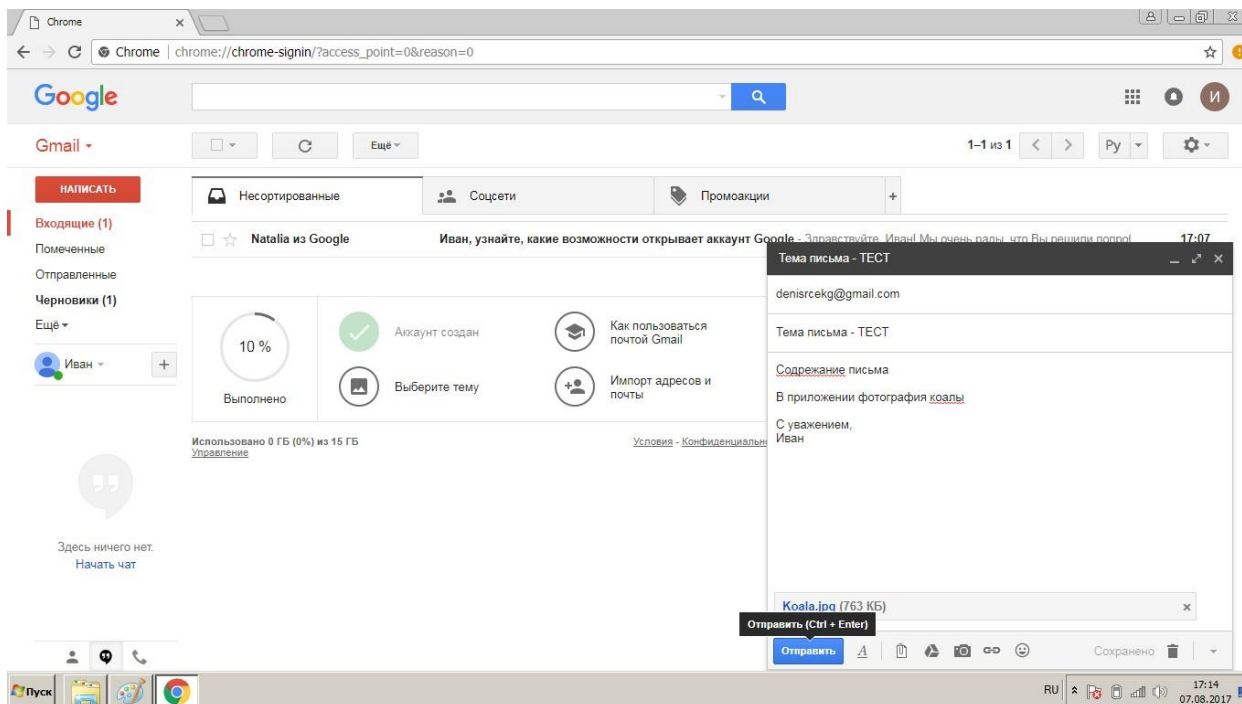 Chrome
Chrome | chrome://chrome-signin/?access_point=0&reason=0
Google
И
Gmail
Ещё
1–1 из 1
Ру
НАПИСАТЬ
Несортированные
Соцсети
Промоакции
+
Входящие (1)
Помеченные
Отправленные
Черновики (1)
Ещё
Иван
+
Natalia из Google
Иван, узнайте, какие возможности открывает аккаунт Google - Здравствуйте, Иван! Мы очень рады, что Вы решили попро!
17:07
10 %
Выполнено
Аккаунт создан
Выберите тему
Как пользоваться
почтой Gmail
Импорт адресов и
почты
Использовано 0 ГБ (0%) из 15 ГБ
Управление
Условия - Конфиденциальн
Здесь ничего нет.
Начать чат
Тема письма - ТЕСТ
denisrcekg@gmail.com
Тема письма - ТЕСТ
Содрежание письма
В приложении фотография коалы
С уважением,
Иван
Koala.jpg (763 КБ)
Отправить (Ctrl + Enter)
Отправить
A
Сохранено
Пуск
RU
17:14
07.08.2017